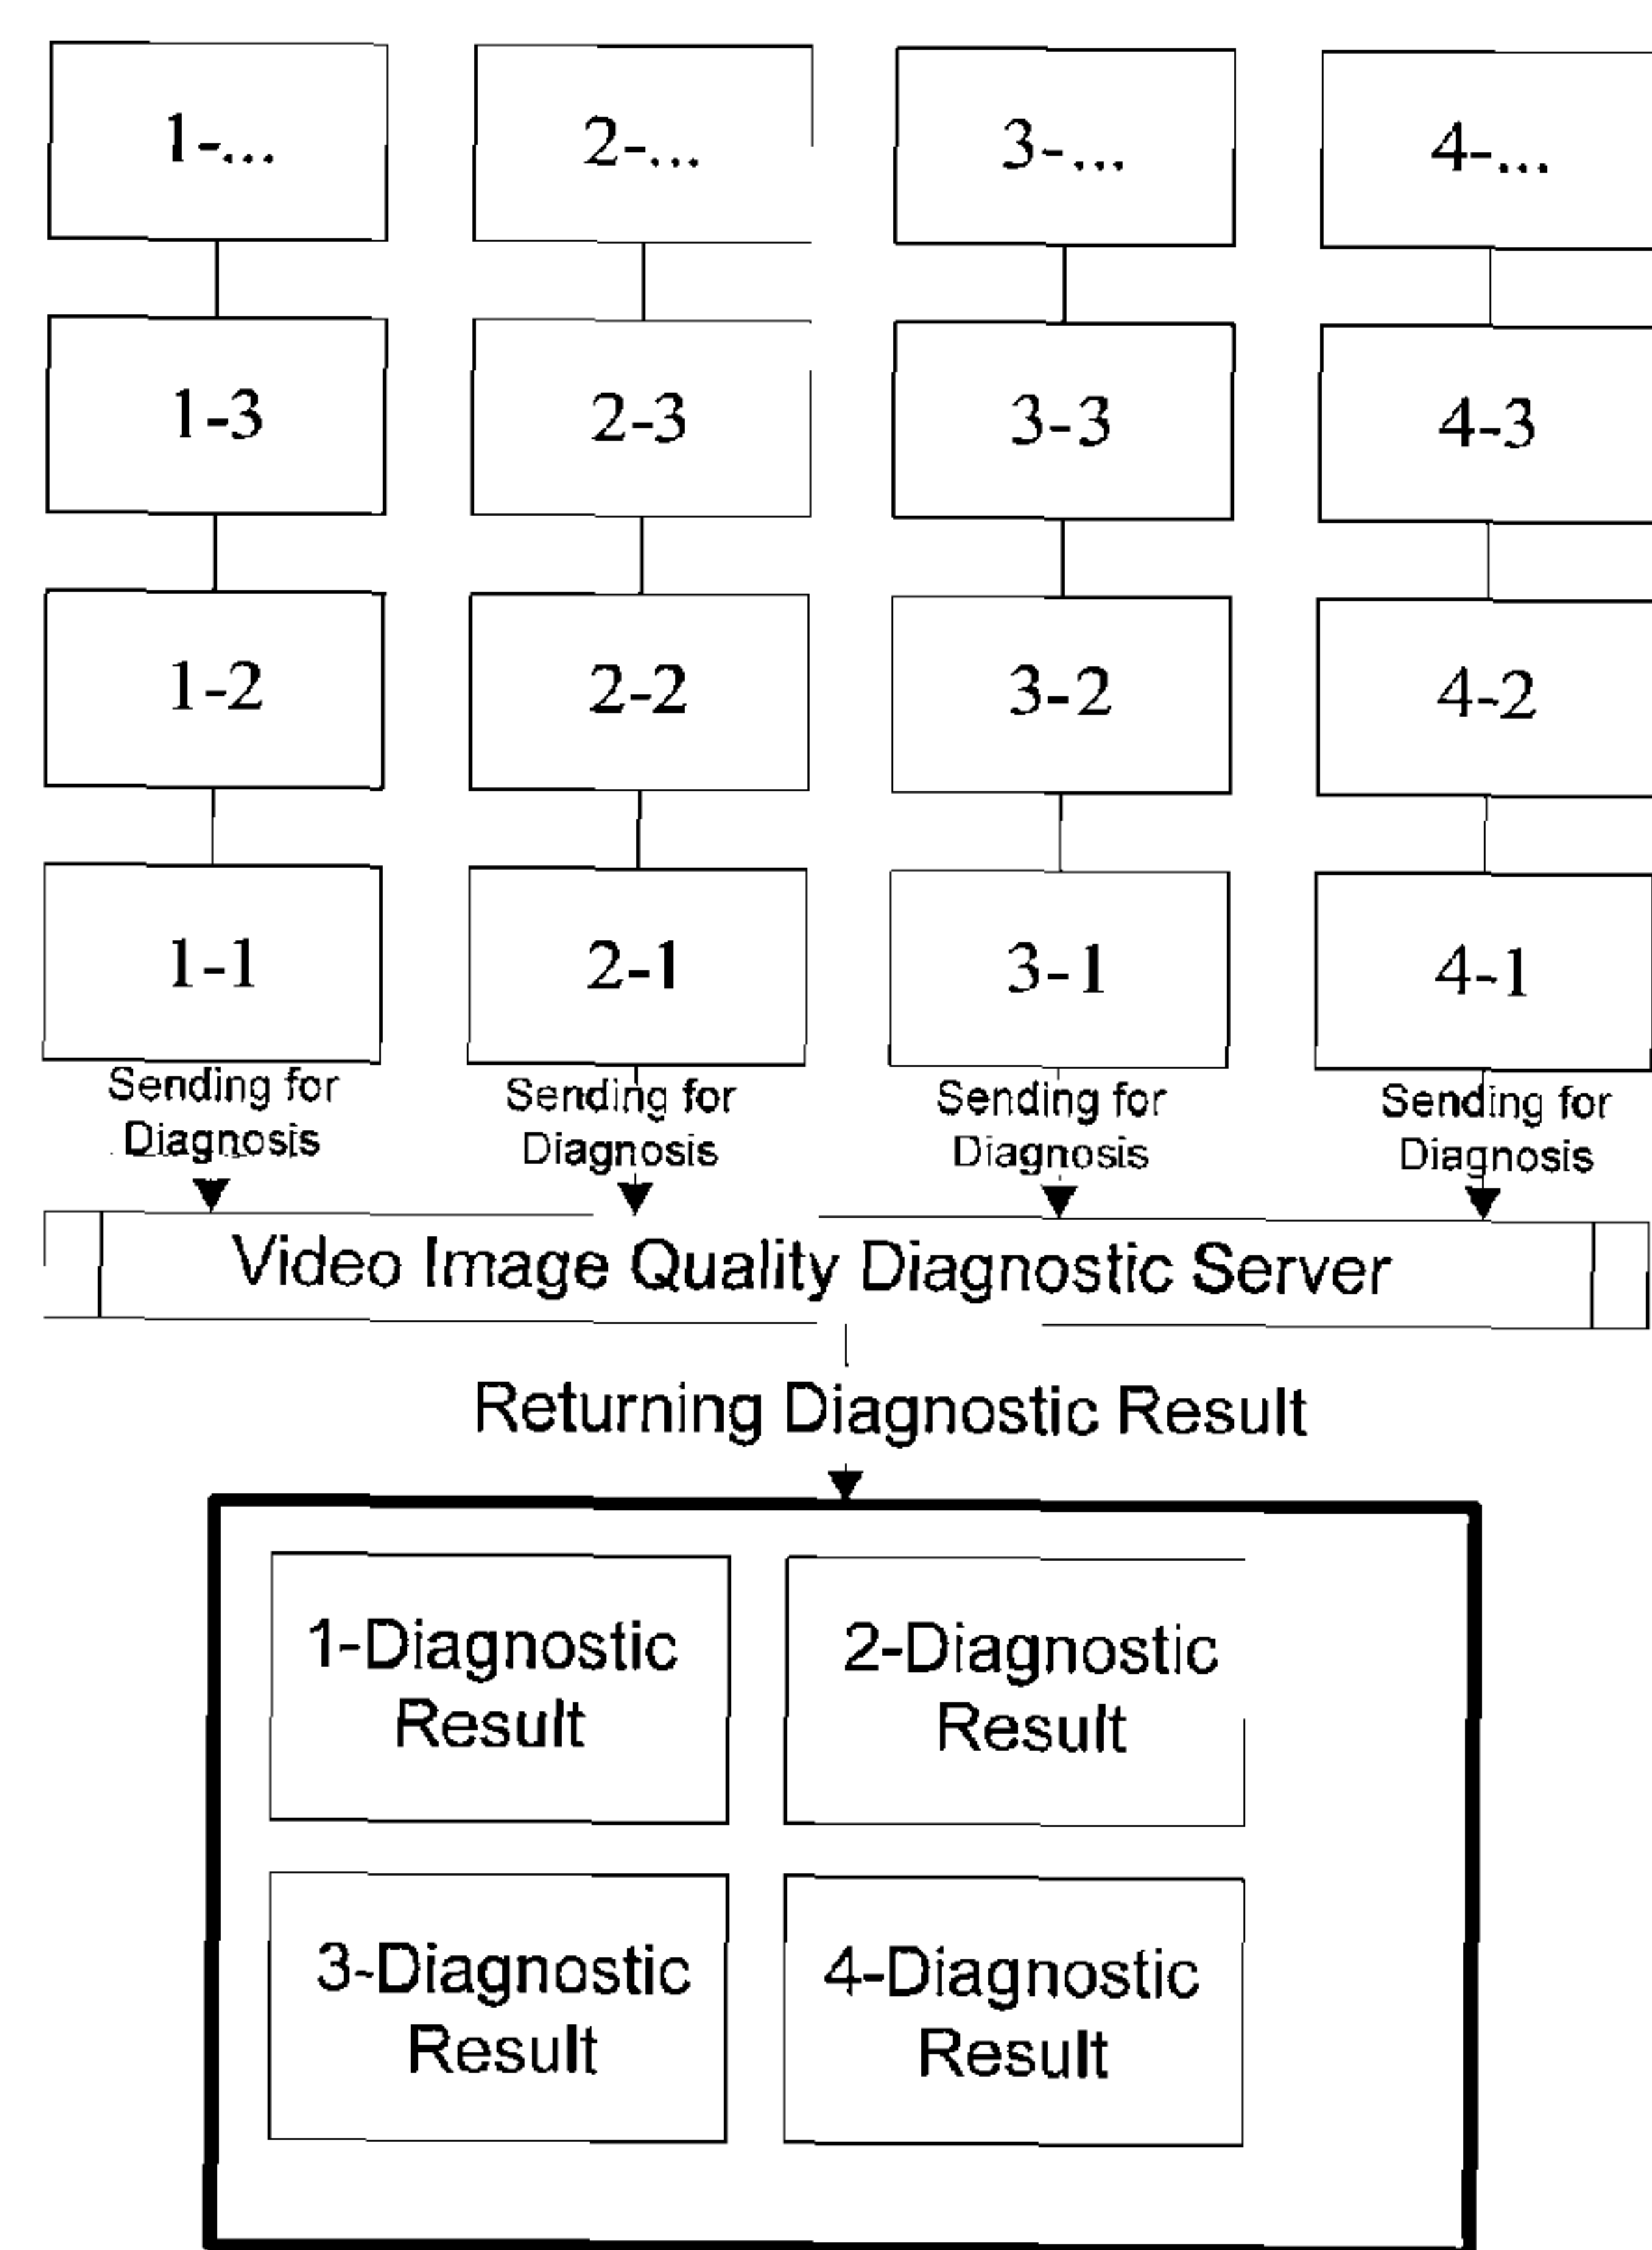 1-... 2-... 3-... 4-...
1-3 2-3 3-3 4-3
1-2 2-2 3-2 4-2
1-1 2-1 3-1 4-1
Sending for Diagnosis
Sending for Diagnosis
Sending for Diagnosis
Sending for Diagnosis
Video Image Quality Diagnostic Server
Returning Diagnostic Result
1-Diagnostic
Result
2-Diagnostic
Result
3-Diagnostic
Result
4-Diagnostic
Result